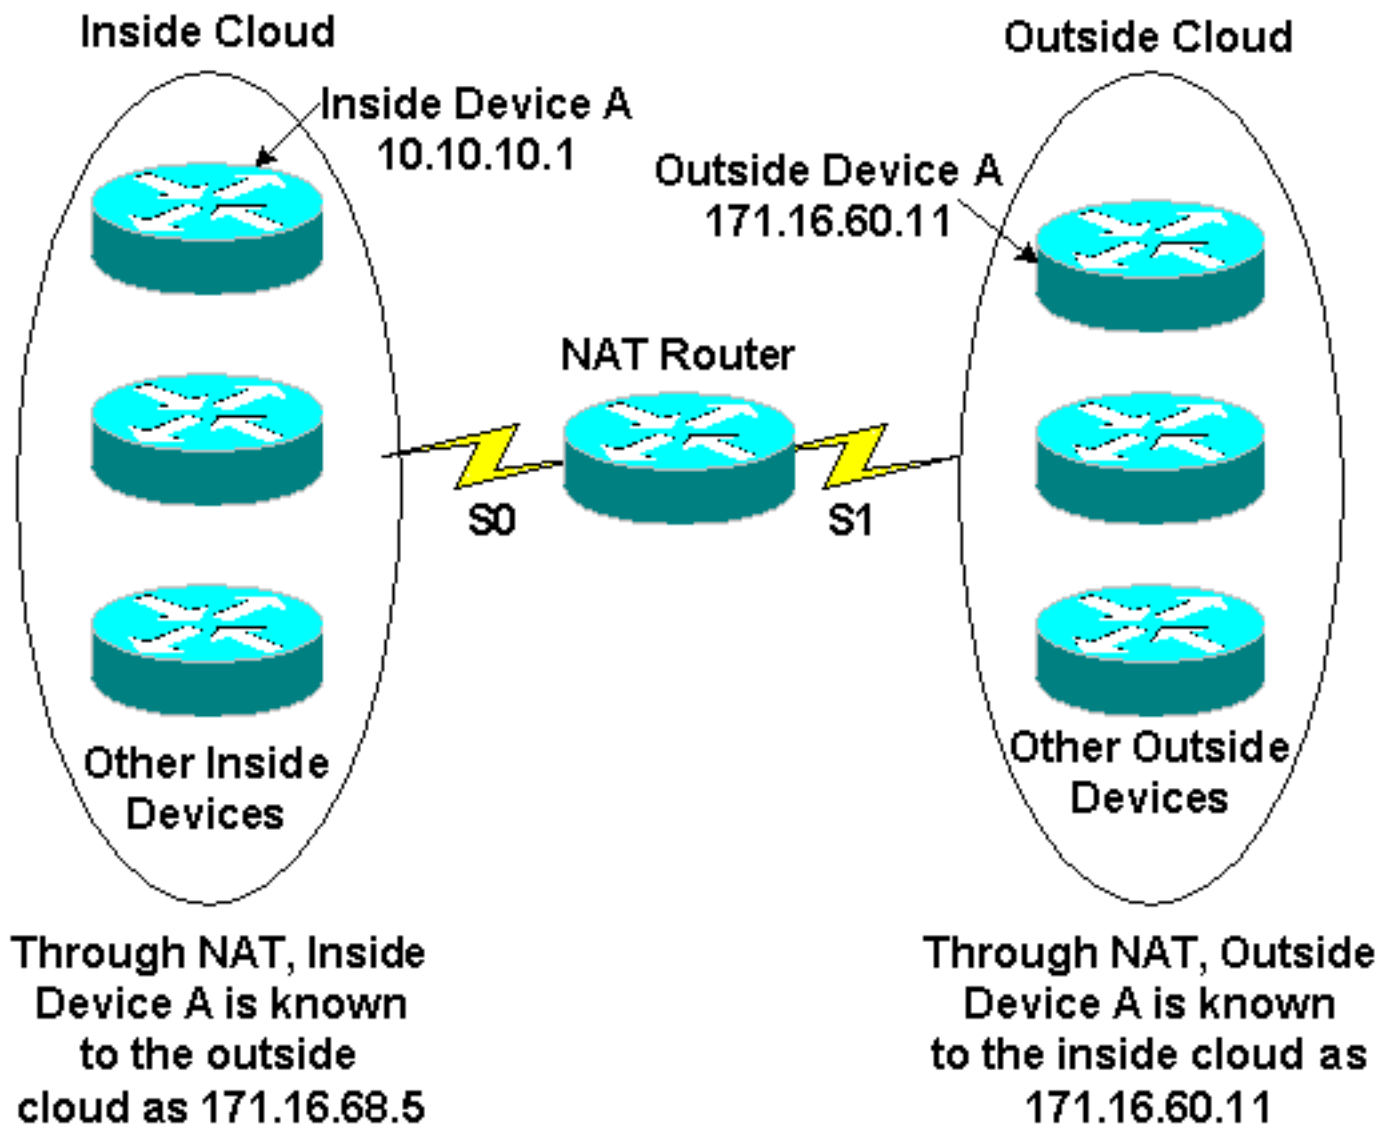 Inside Cloud
Outside Cloud
Inside Device A
10.10.10.1
Outside Device A
171.16.60.11
NAT Router
S0
S1
Other Inside
Devices
Other Outside
Devices
Through NAT, Inside
Device A is known
to the outside
cloud as 171.16.68.5
Through NAT, Outside
Device A is known
to the inside cloud as
171.16.60.11